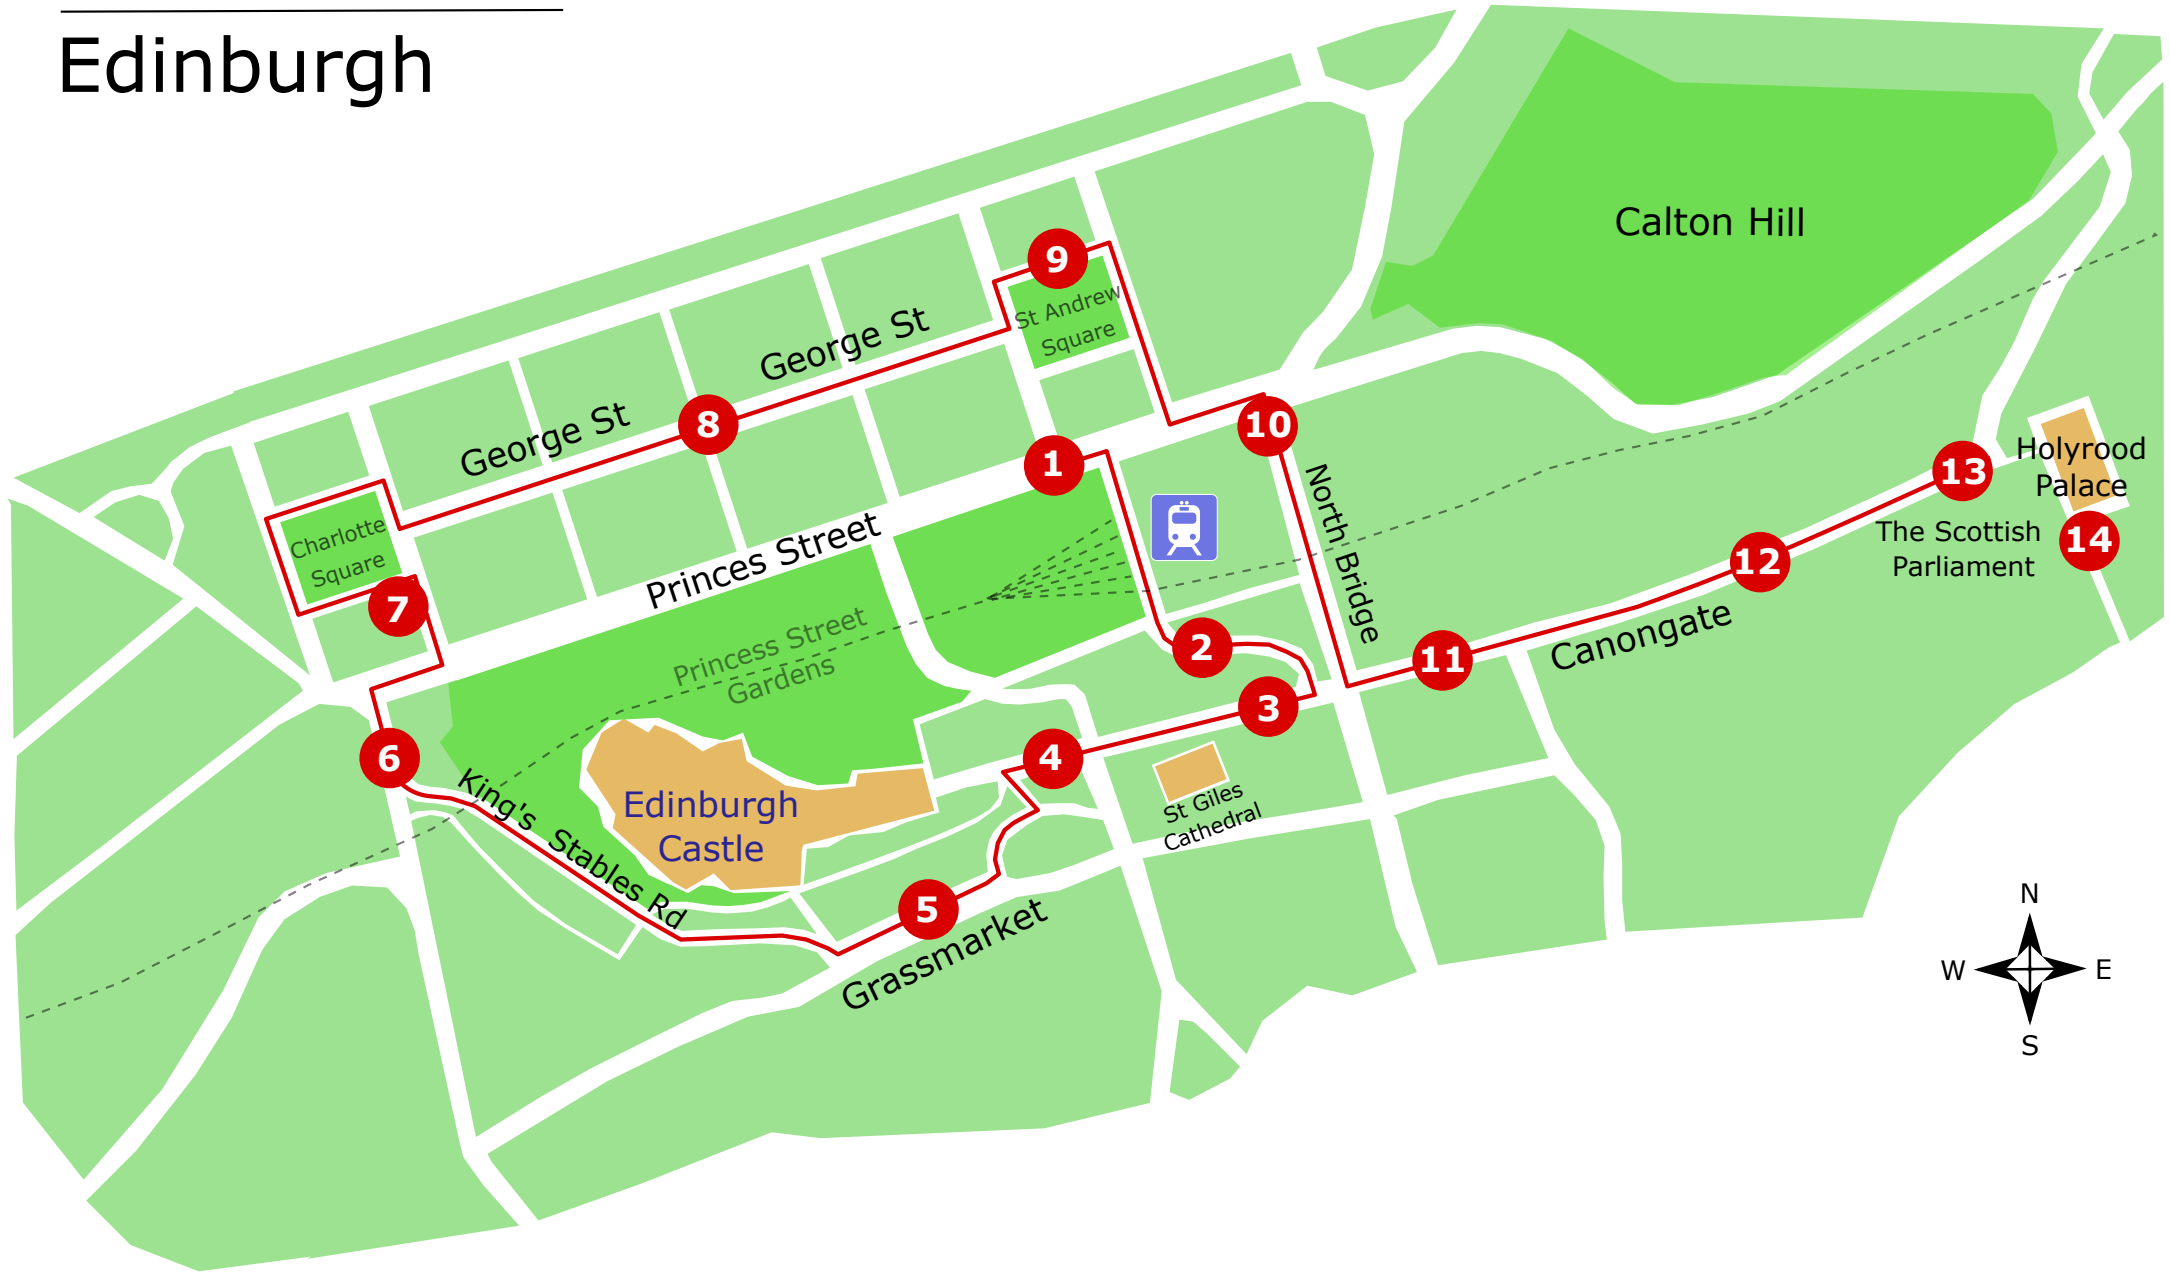 Edinburgh
Calton Hill
9
St Andrew
Square
George St
George St
8
10
1
North Bridge
Holyrood
Palace
13
The Scottish
Parliament
14
Charlotte
Square
Princes Street
12
7
Princess Street
Gardens
2
11
Canongate
3
4
6
King's Stables Rd
Edinburgh
Castle
St Giles
Cathedral
5
Grassmarket
N
W
E
S